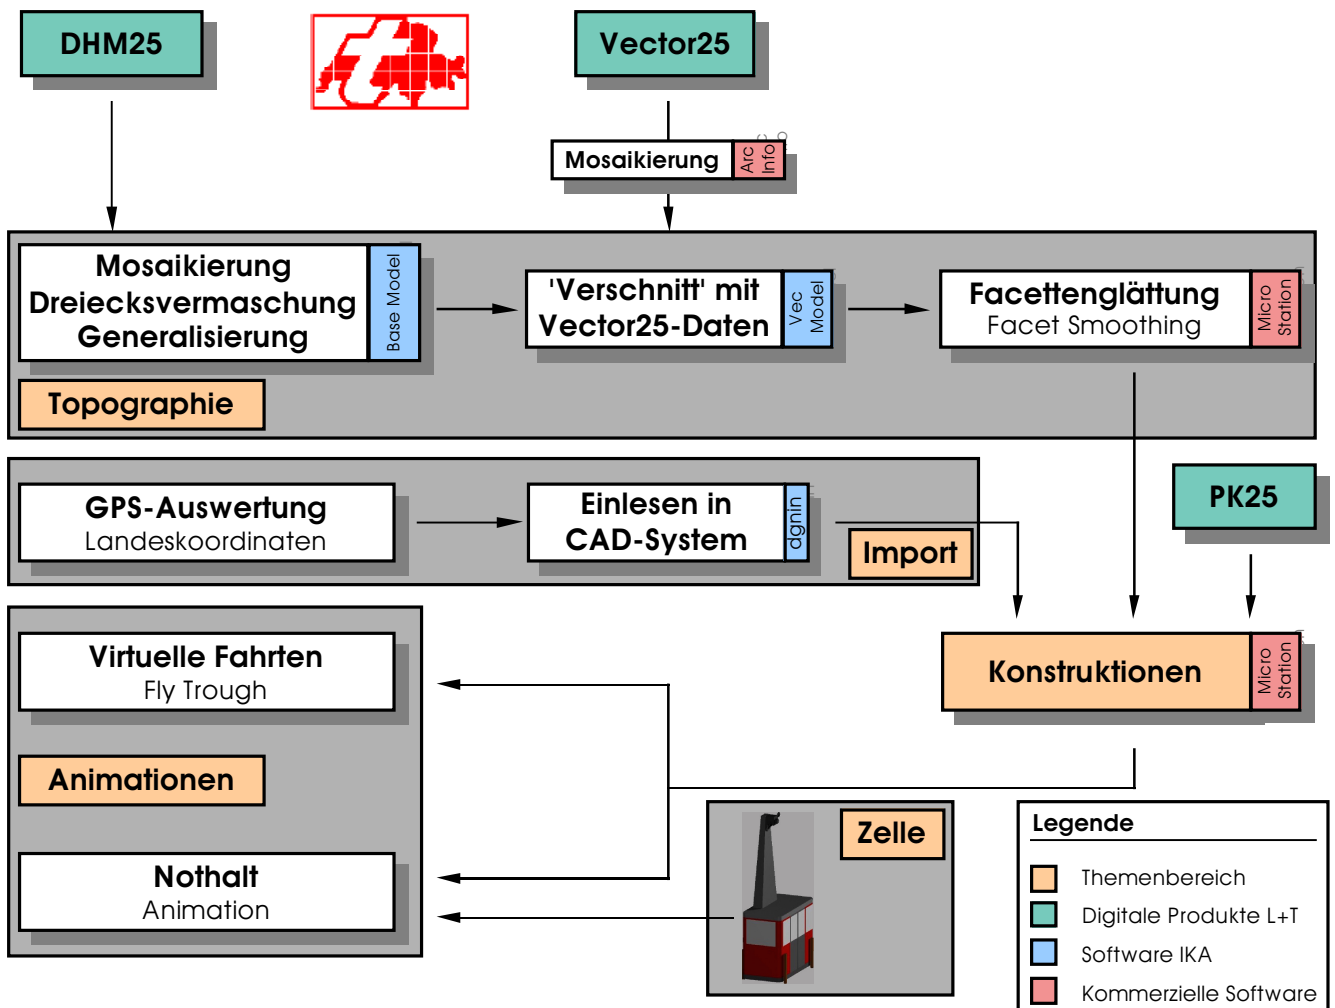 DHM25
Vector25
Mosaikierung
Arc
Info
Mosaikierung
Dreiecksvermaschung
Generalisierung
Base Model
'Verschnitt' mit
Vector25-Daten
Vec
Model
Facettenglättung
Facet Smoothing
Micro
Station
Topographie
GPS-Auswertung
Landeskoordinaten
Einlesen in
CAD-System
dgnin
Import
PK25
Virtuelle Fahrten
Fly Trough
Konstruktionen
Micro
Station
Animationen
Nothalt
Animation
Zelle
Legende
Themenbereich
Digitale Produkte L+T
Software IKA
Kommerzielle Software